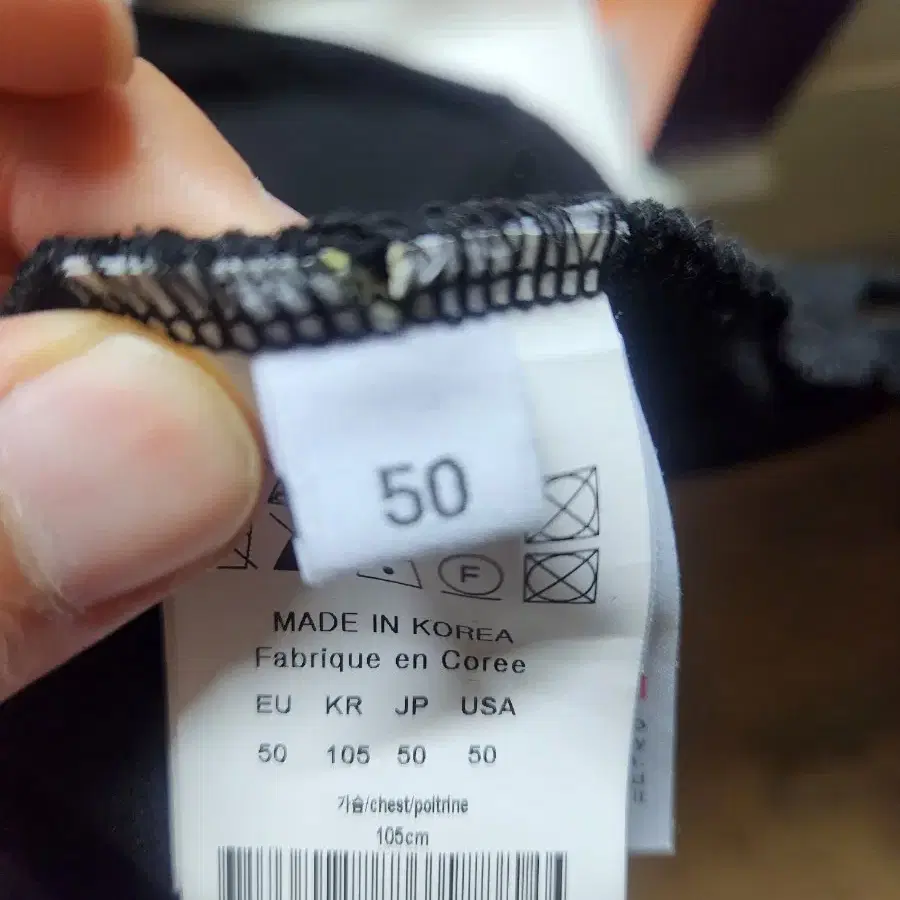 50
F
MADE IN KOREA
Fabrique en Coree
EU KR JP USA
50 105 50 50
가슴/chest/poitrine
105cm